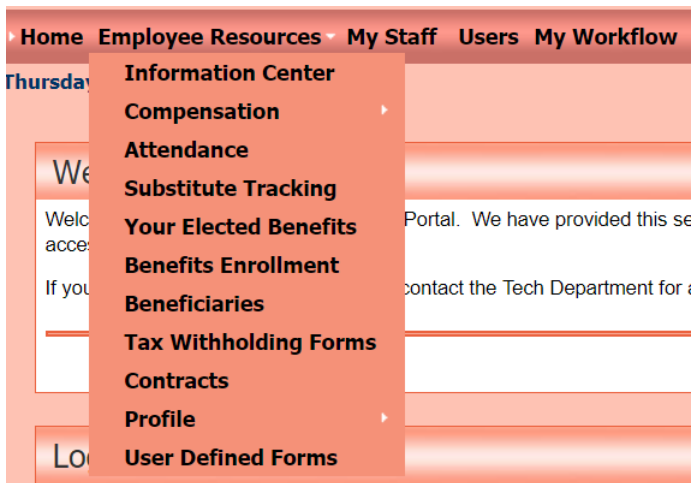 Home Employee Resources My Staff Users My Workflow
Thursday
Information Center
Compensation
Attendance
Substitute Tracking
Your Elected Benefits
Benefits Enrollment
Beneficiaries
Tax Withholding Forms
Contracts
Profile
User Defined Forms
We
Welc Portal. We have provided this se
acces
If you contact the Tech Department for a
Lo